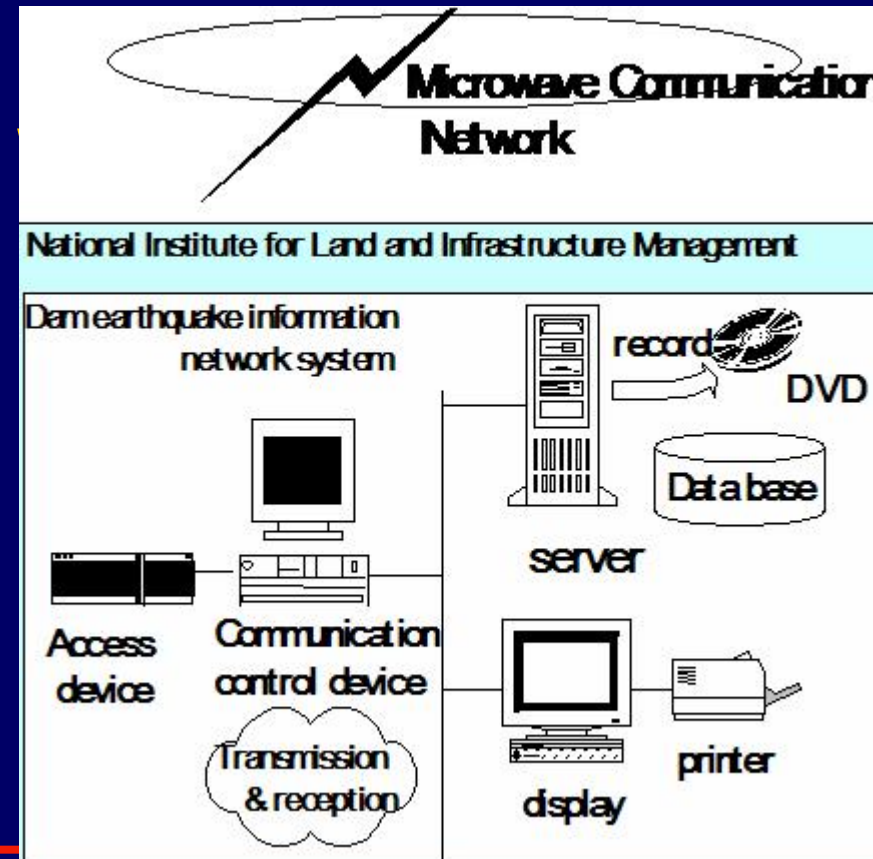 Microwave Communication
Network
National Institute for Land and Infrastructure Management
Dam earthquake information
network system
record
DVD
Data base
server
Access
device
Communication
control device
Transmission
& reception
display
printer